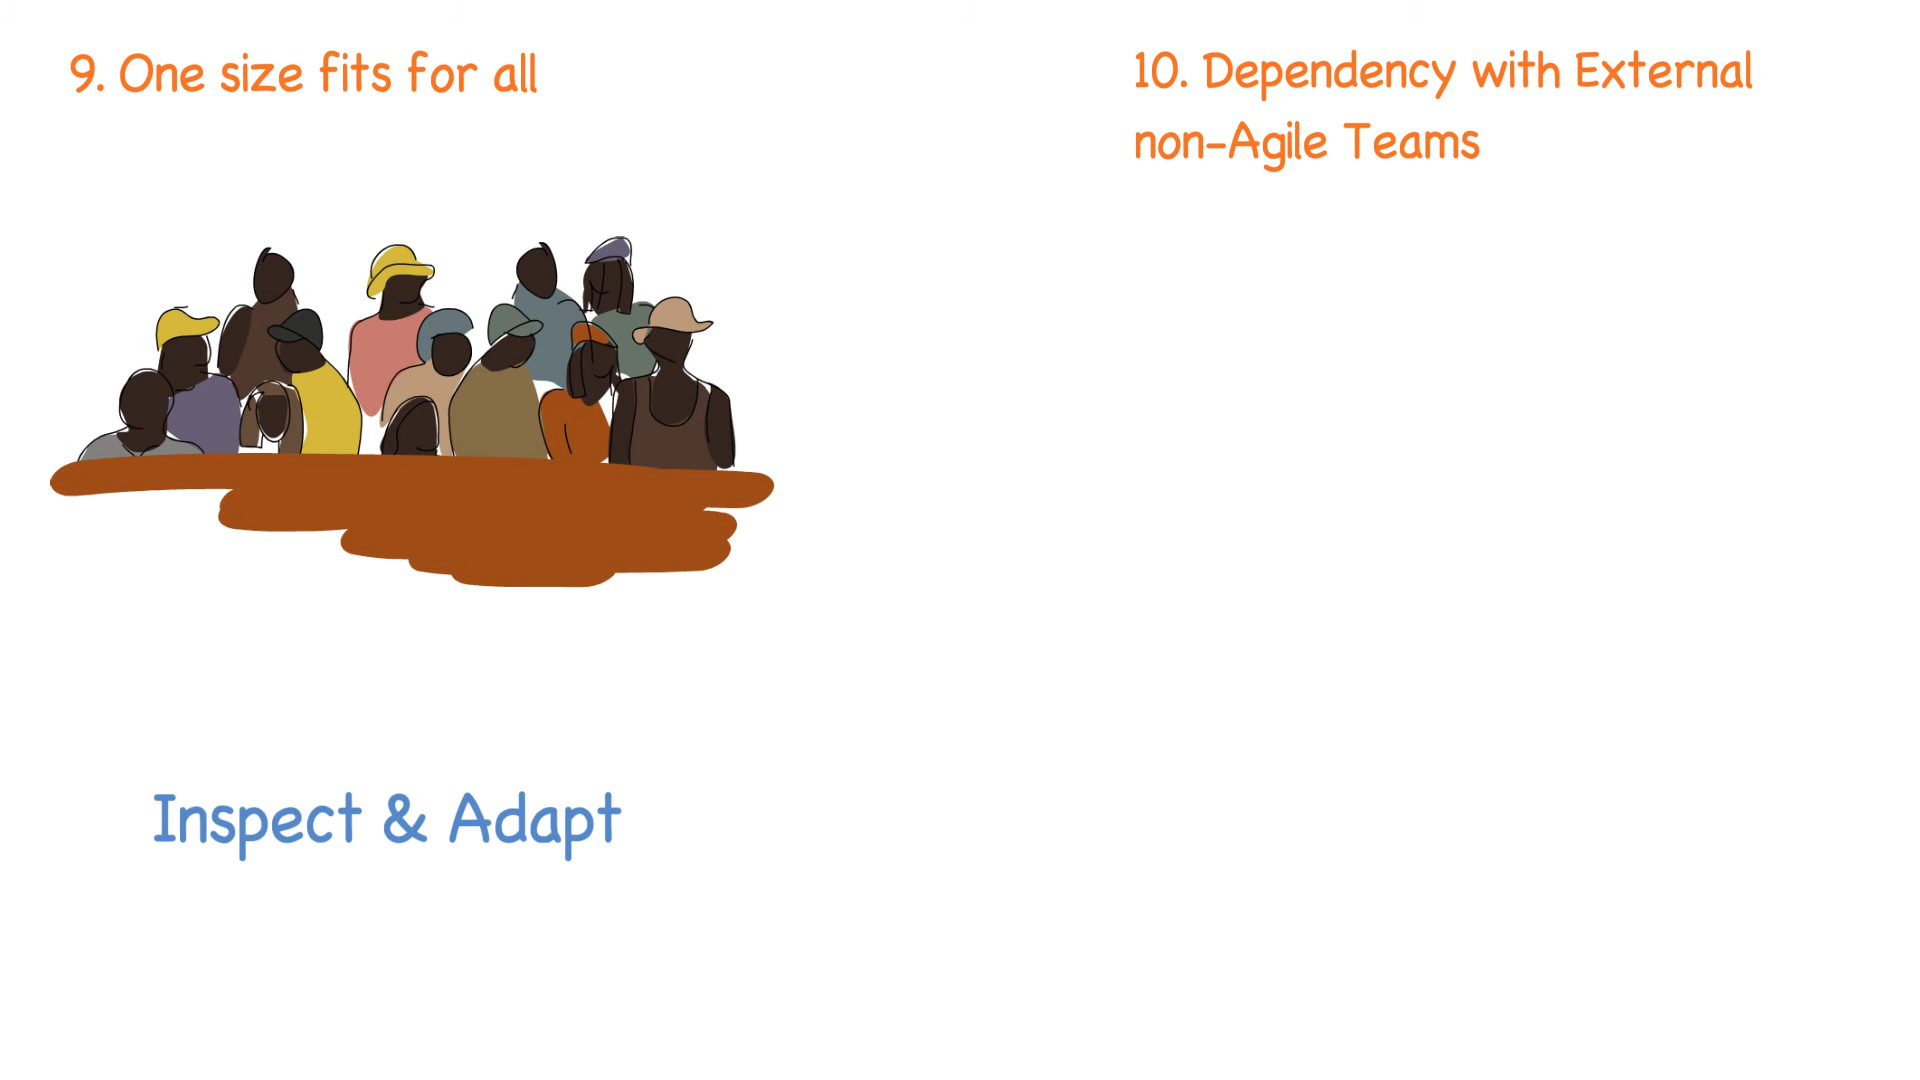 9. One size fits for all
10. Dependency with External
non-Agile Teams
Inspect & Adapt